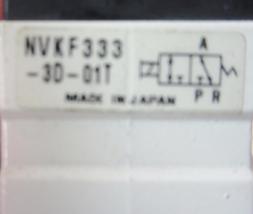 NVKF333
-3D-01T
A
P R
MADE IN JAPAN